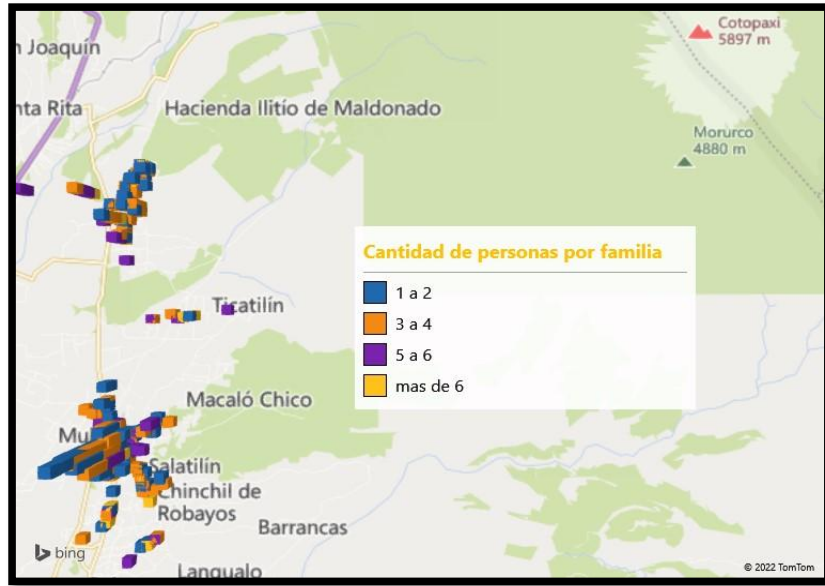 Cotopaxi
5897 m
n Joaquín
nta Rita
Hacienda Ilitío de Maldonado
Morurco
4880 m
Cantidad de personas por familia
1 a 2
3 a 4
5 a 6
mas de 6
Ticatilín
Macaló Chico
Mu
Salatilín
Chinchil de
Robayos
Barrancas
Langualo
bing
© 2022 TomTom